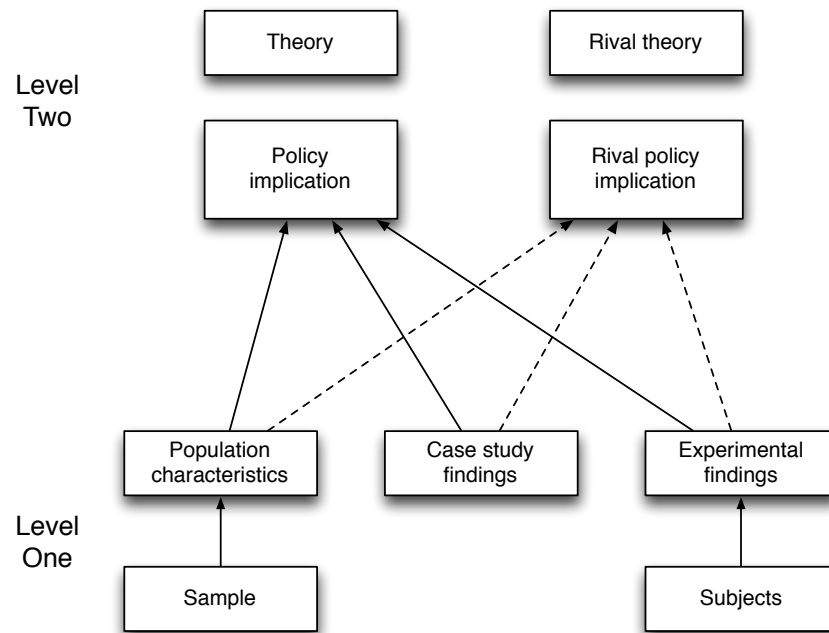 Theory
Rival theory
Level
Two
Policy
implication
Rival policy
implication
Population
characteristics
Case study
findings
Experimental
findings
Level
One
Sample
Subjects